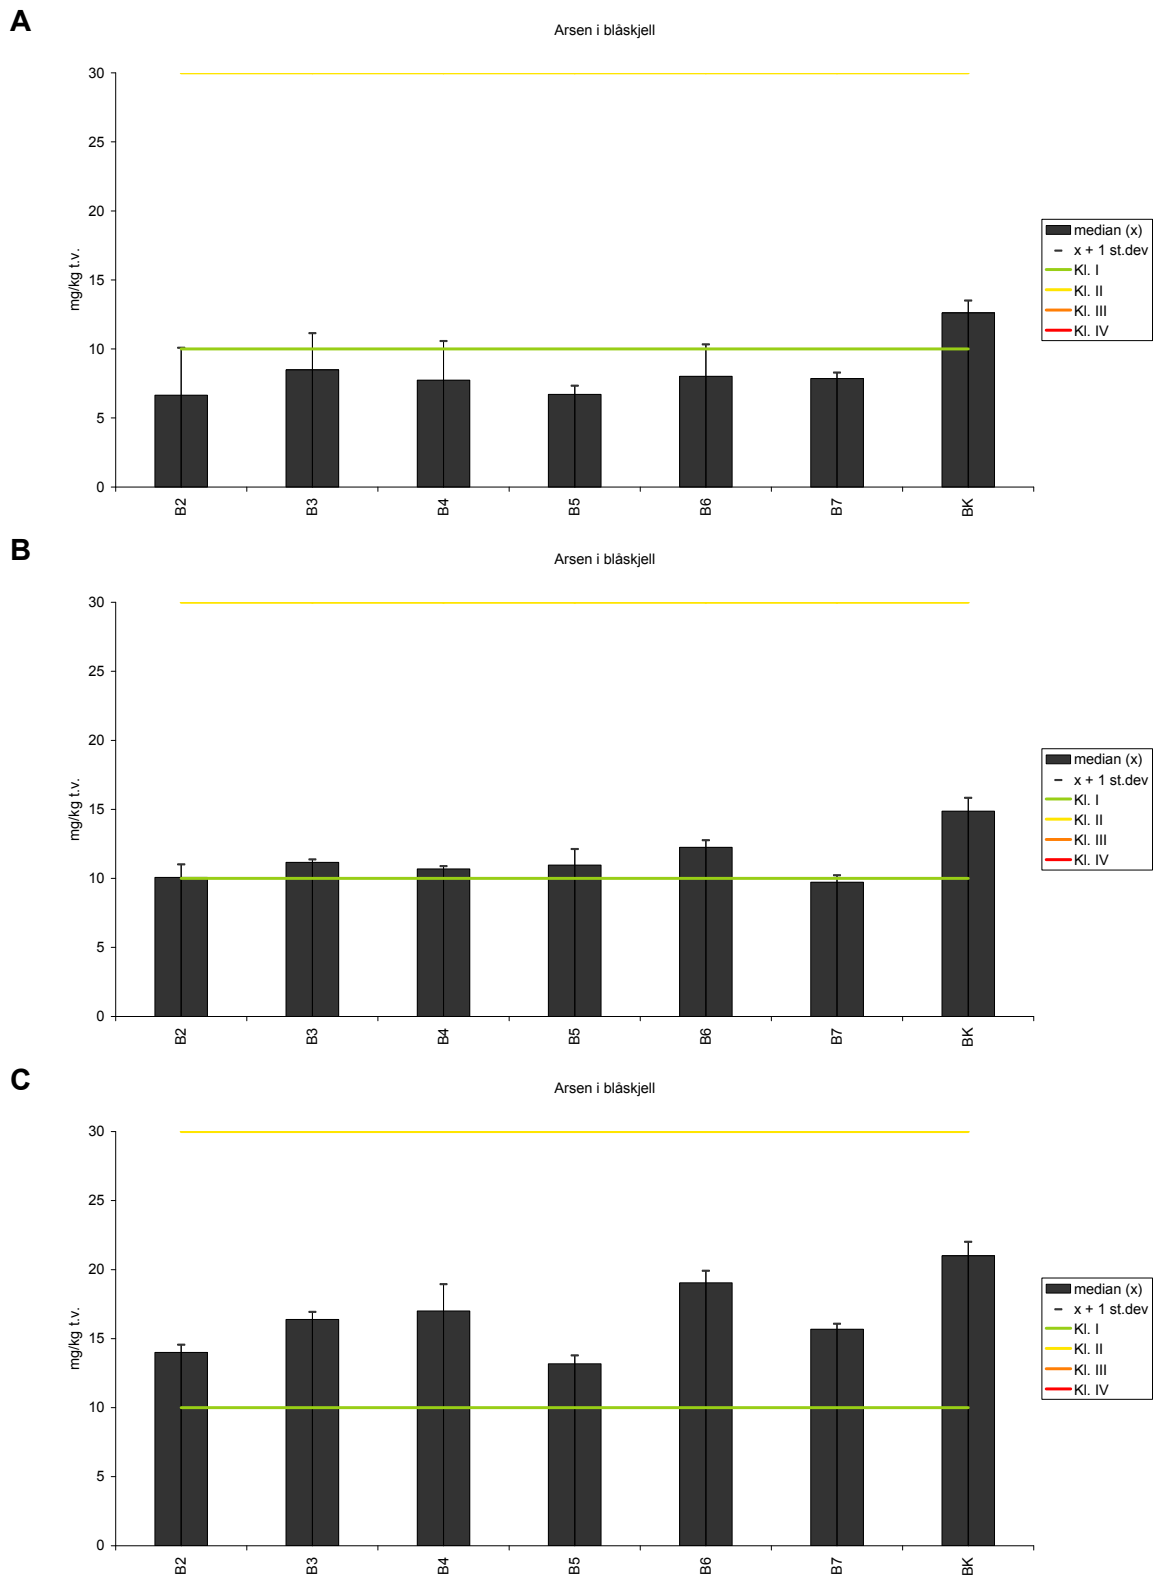 A
Arsen i blåskjell
mg/kg t.v.
30
25
20
15
10
5
0
B2
B3
B4
B5
B6
B7
BK
median (x)
x + 1 st.dev
Kl. I
Kl. II
Kl. III
Kl. IV
B
Arsen i blåskjell
mg/kg t.v.
30
25
20
15
10
5
0
B2
B3
B4
B5
B6
B7
BK
median (x)
x + 1 st.dev
Kl. I
Kl. II
Kl. III
Kl. IV
C
Arsen i blåskjell
mg/kg t.v.
30
25
20
15
10
5
0
B2
B3
B4
B5
B6
B7
BK
median (x)
x + 1 st.dev
Kl. I
Kl. II
Kl. III
Kl. IV